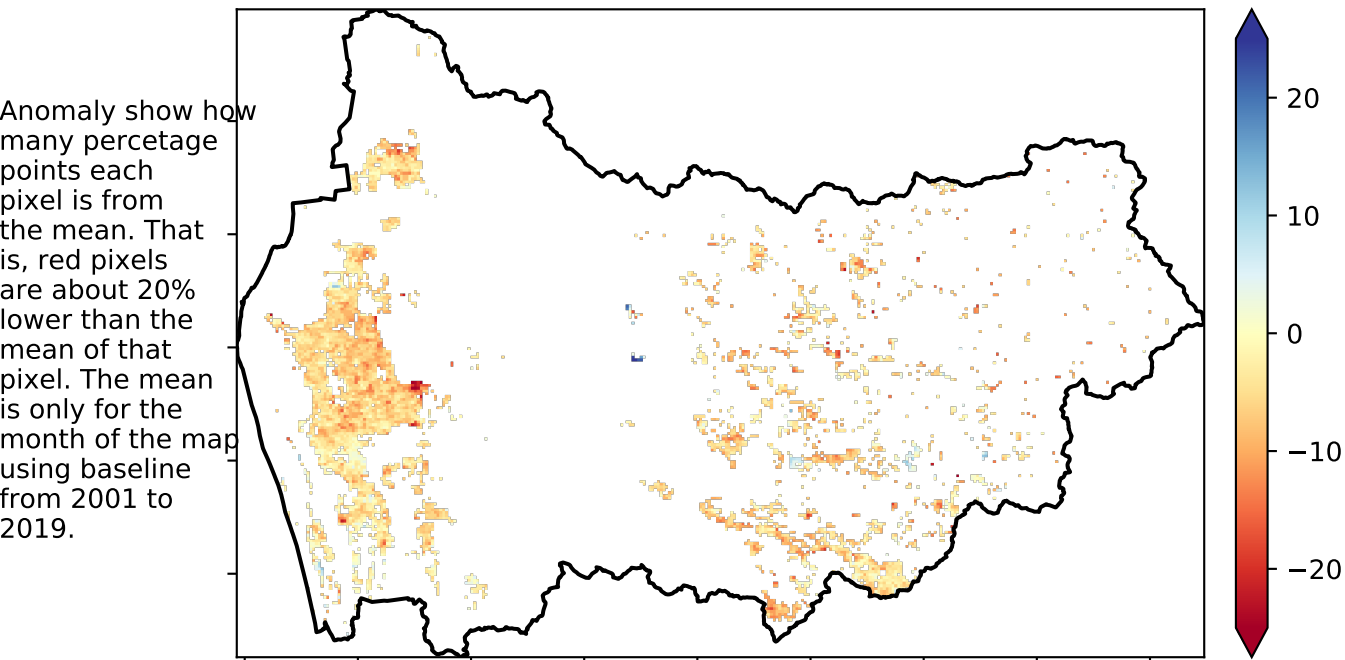 Anomaly show how
many percetage
points each
pixel is from
the mean. That
is, red pixels
are about 20%
lower than the
mean of that
pixel. The mean
is only for the
month of the map
using baseline
from 2001 to
2019.
20
10
0
−10
−20